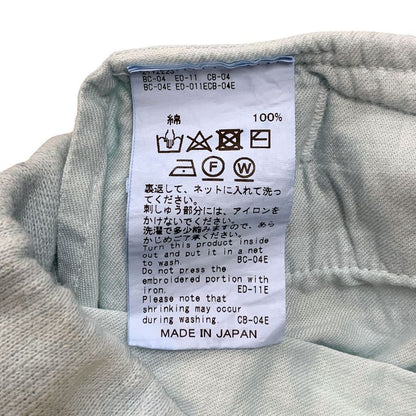 BC-04 ED-11 CB-04
BC-04E ED-011ECB-04E
綿 100%
F W
裏返して、ネットに入れて洗っ
てください。
刺しゅう部分には、アイロンを
かけないでください。
洗濯で多少縮みますので、あら
かじめご了承ください。
Turn this product inside
out and put it in a net
to wash. BC-04E
Do not press the
embroidered portion with
iron. ED-11E
Please note that
shrinking may occur
during washing. CB-04E
MADE IN JAPAN